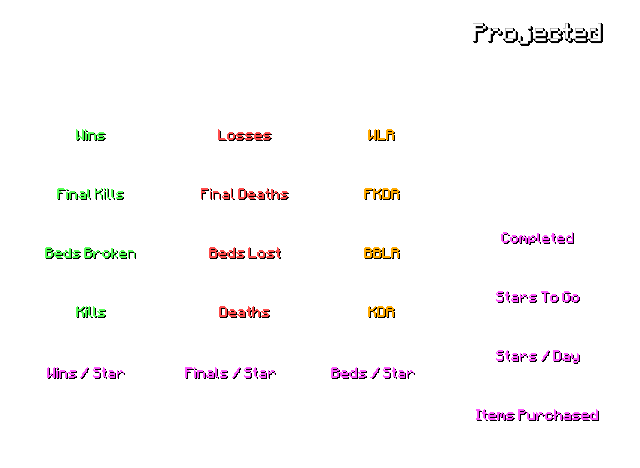 Projected
Wins Losses WLR
Final Kills Final Deaths FKDR
Beds Broken Beds Lost BBLR
Completed
Kills Deaths KDR
Stars To Go
Wins / Star Finals / Star Beds / Star
Stars / Day
Items Purchased